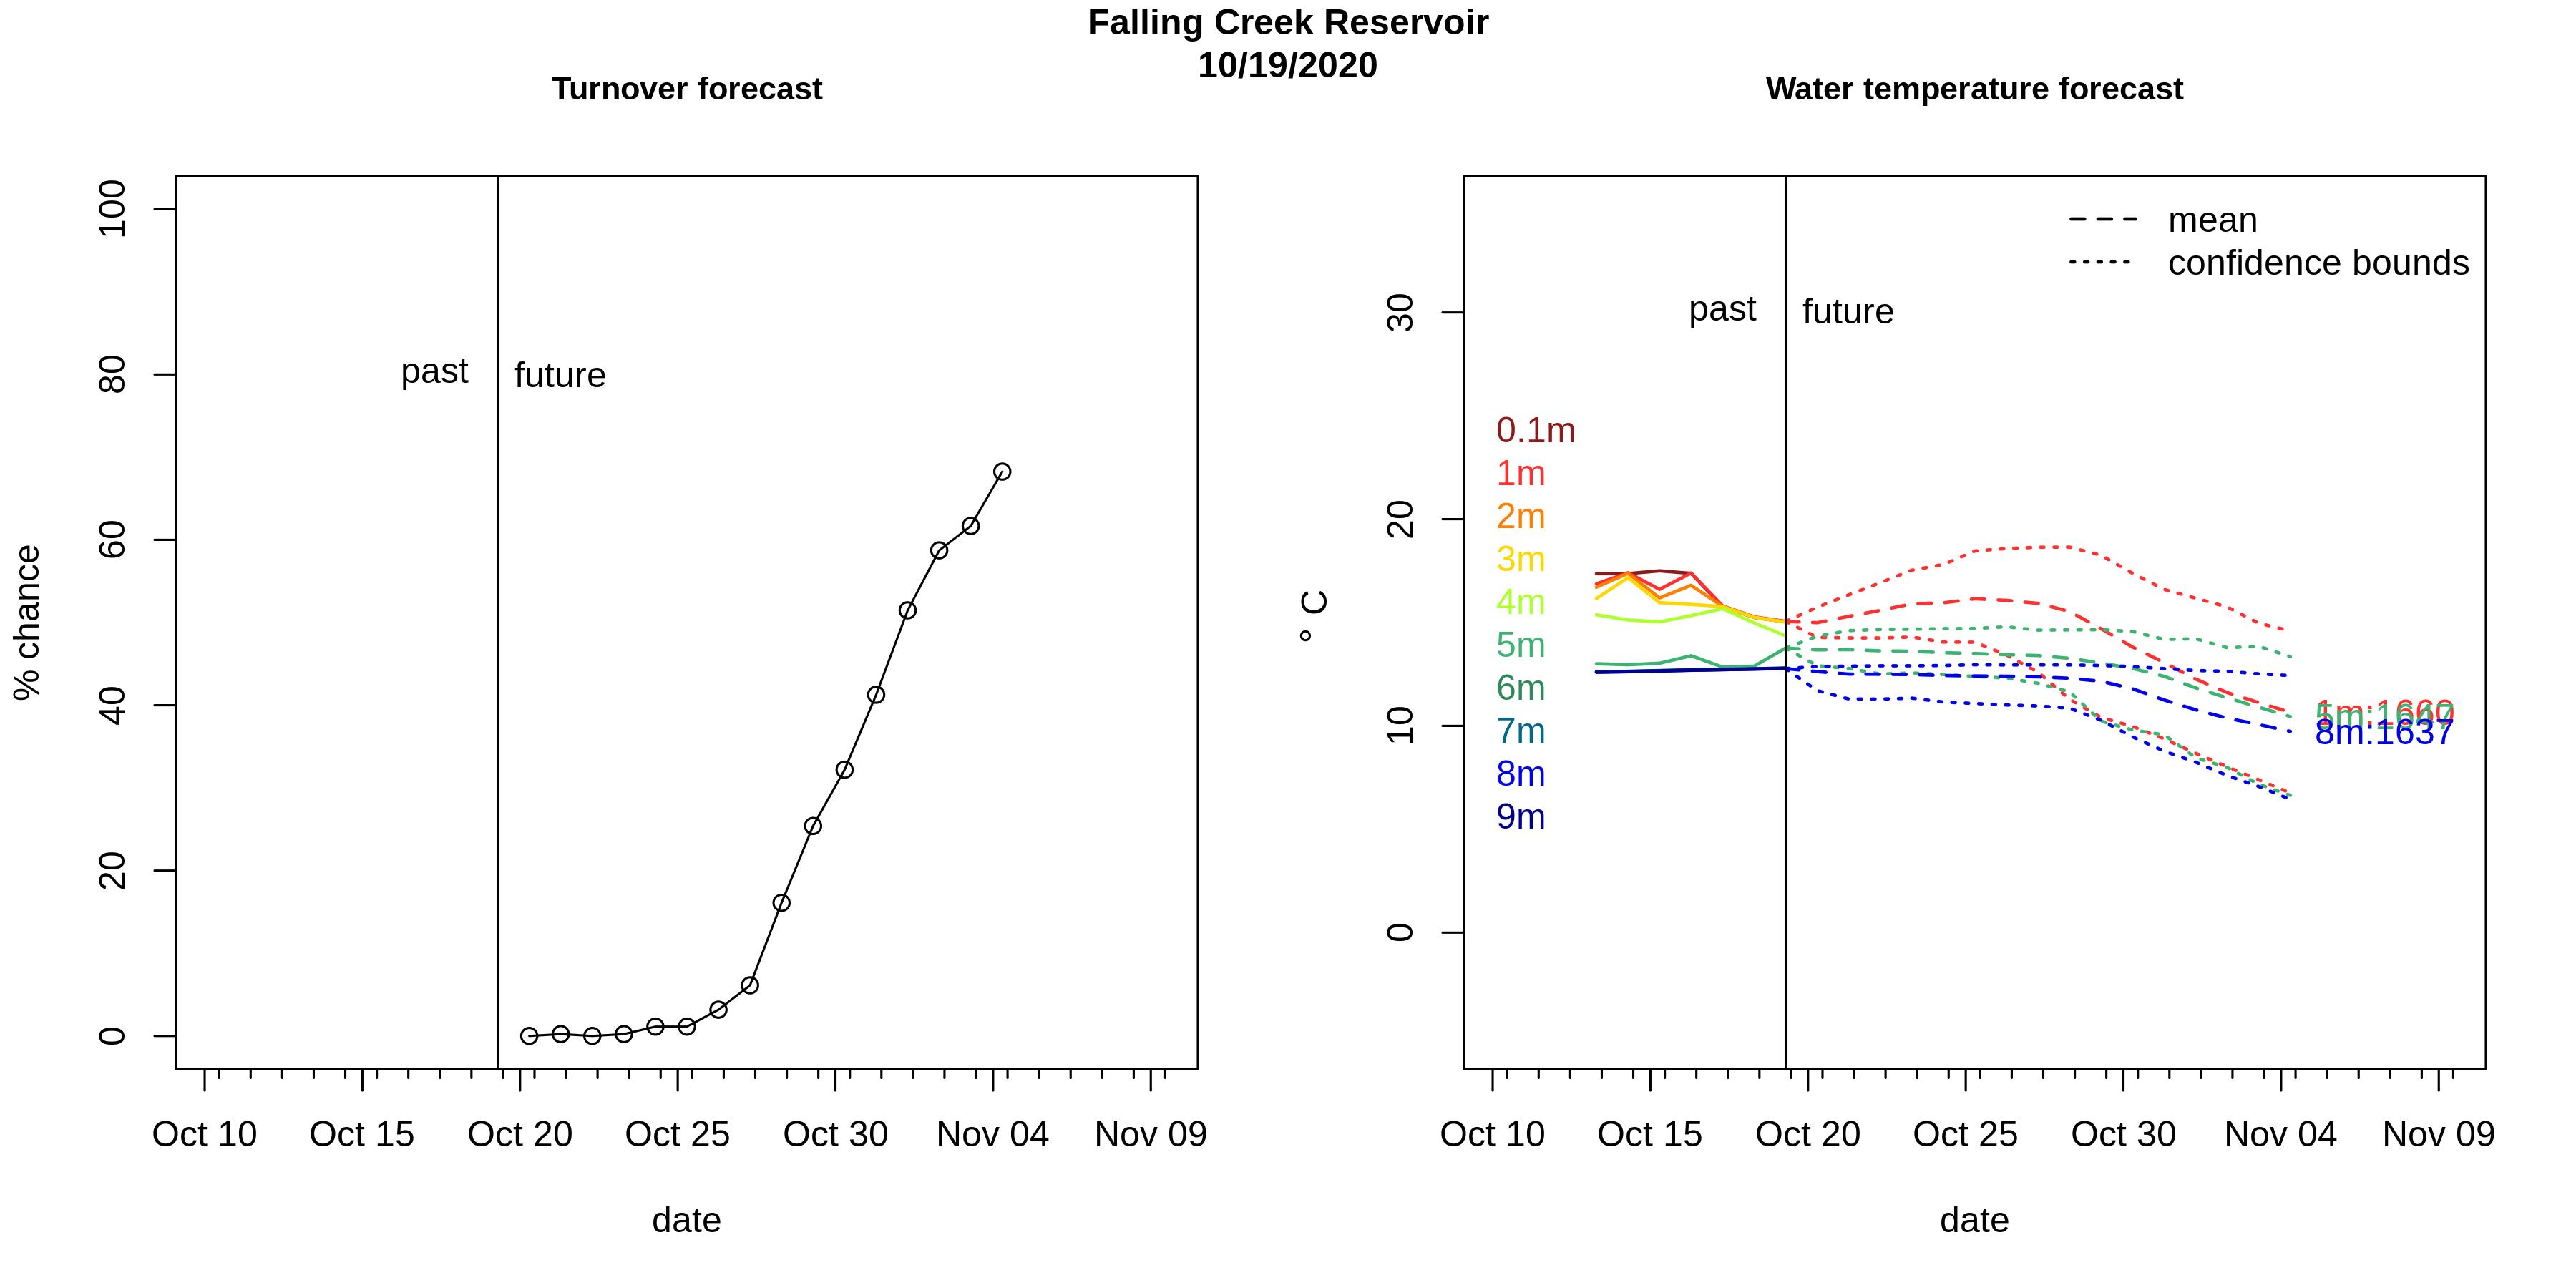 Falling Creek Reservoir
10/19/2020
Turnover forecast
% chance
100
80
60
40
20
0
past
future
Oct 10
Oct 15
Oct 20
Oct 25
Oct 30
Nov 04
Nov 09
date
Water temperature forecast
° C
30
20
10
0
mean
confidence bounds
past
future
0.1m
1m
2m
3m
4m
5m
6m
7m
8m
9m
8m:1637
Oct 10
Oct 15
Oct 20
Oct 25
Oct 30
Nov 04
Nov 09
date